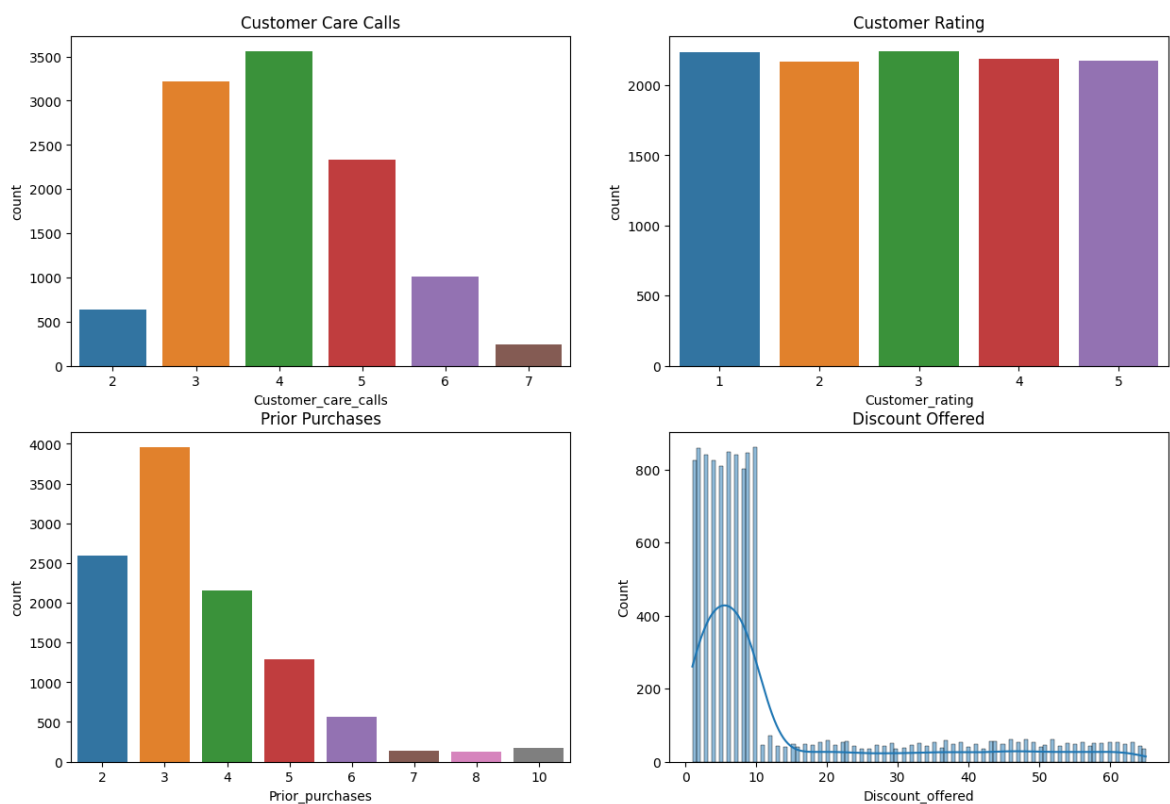 Customer Care Calls
3500
3000
2500
2000
1500
1000
500
0
count
2 3 4 5 6 7
Customer_care_calls
Customer Rating
2000
1500
1000
500
0
count
1 2 3 4 5
Customer_rating
Prior Purchases
4000
3500
3000
2500
2000
1500
1000
500
0
count
2 3 4 5 6 7 8 10
Prior_purchases
Discount Offered
800
600
400
200
0
Count
0 10 20 30 40 50 60
Discount_offered